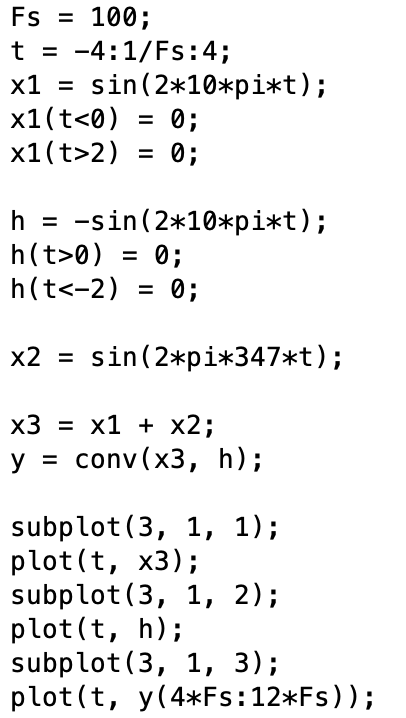 Fs = 100;
t = -4:1/Fs:4;
x1 = sin(2*10*pi*t);
x1(t<0) = 0;
x1(t>2) = 0;

h = -sin(2*10*pi*t);
h(t>0) = 0;
h(t<-2) = 0;

x2 = sin(2*pi*347*t);

x3 = x1 + x2;
y = conv(x3, h);

subplot(3, 1, 1);
plot(t, x3);
subplot(3, 1, 2);
plot(t, h);
subplot(3, 1, 3);
plot(t, y(4*Fs:12*Fs));